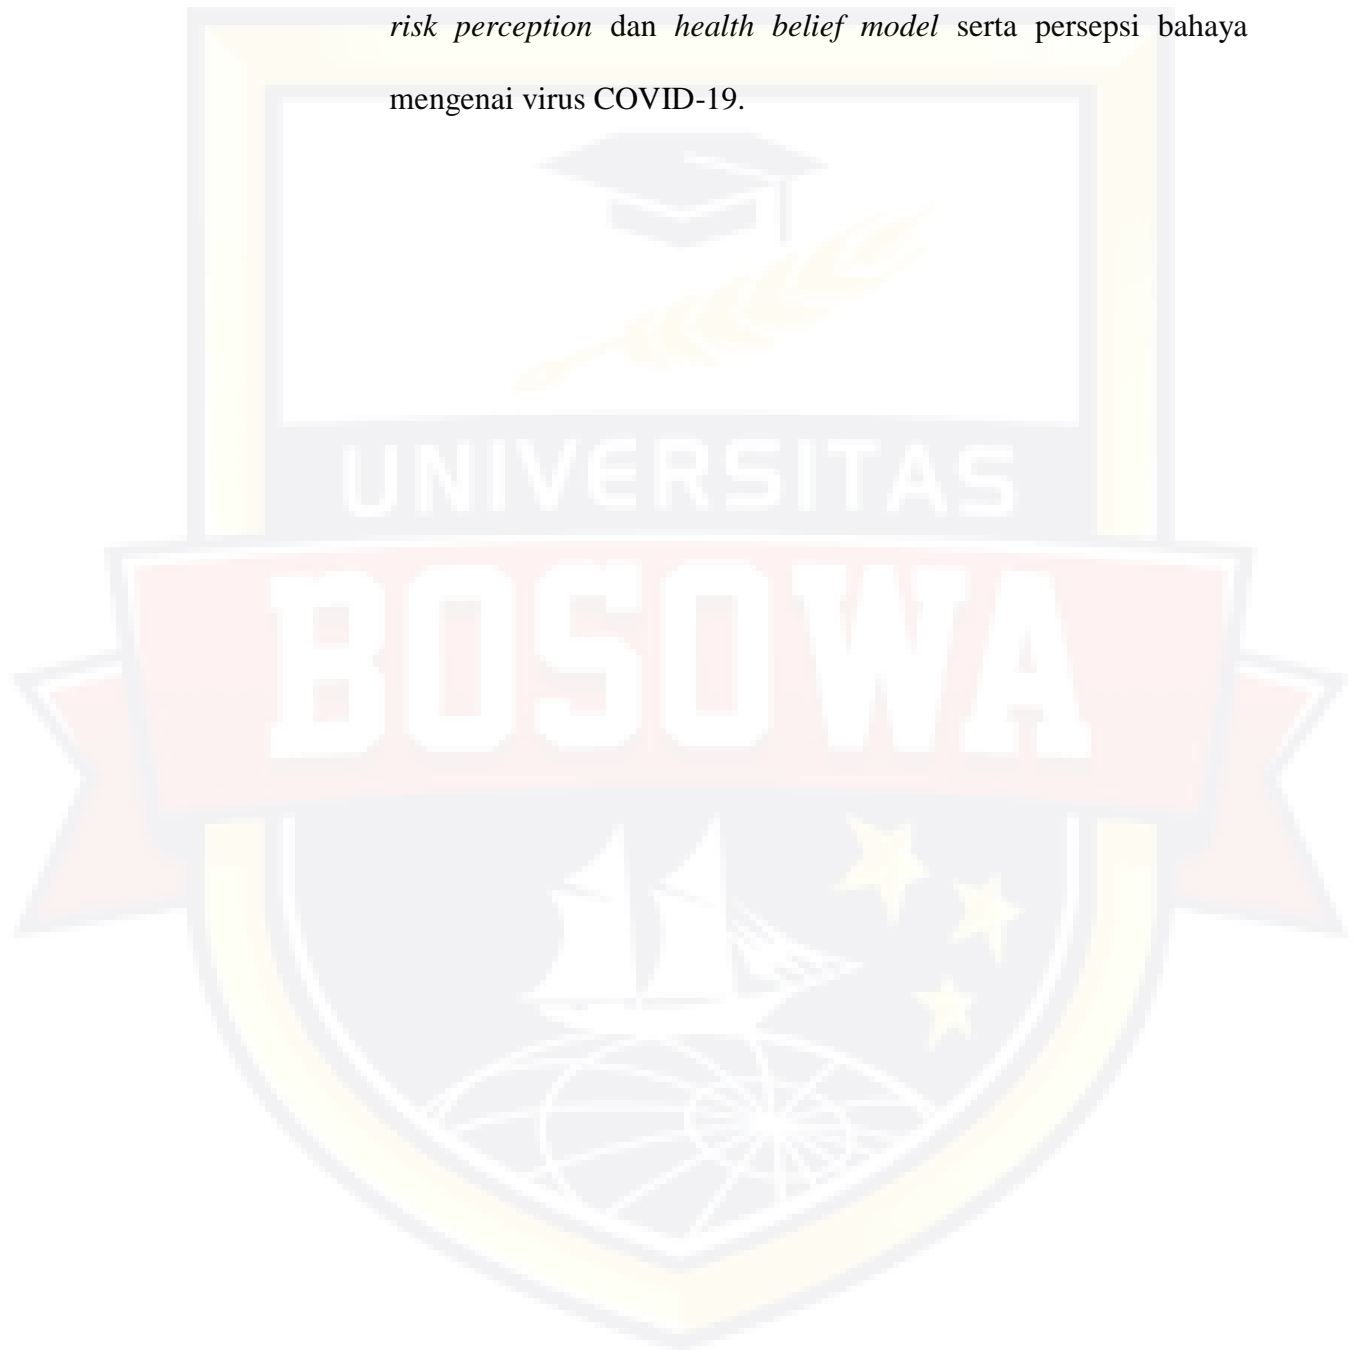 risk perception dan health belief model serta persepsi bahaya
mengenai virus COVID-19.
UNIVERSITAS
BOSOWA